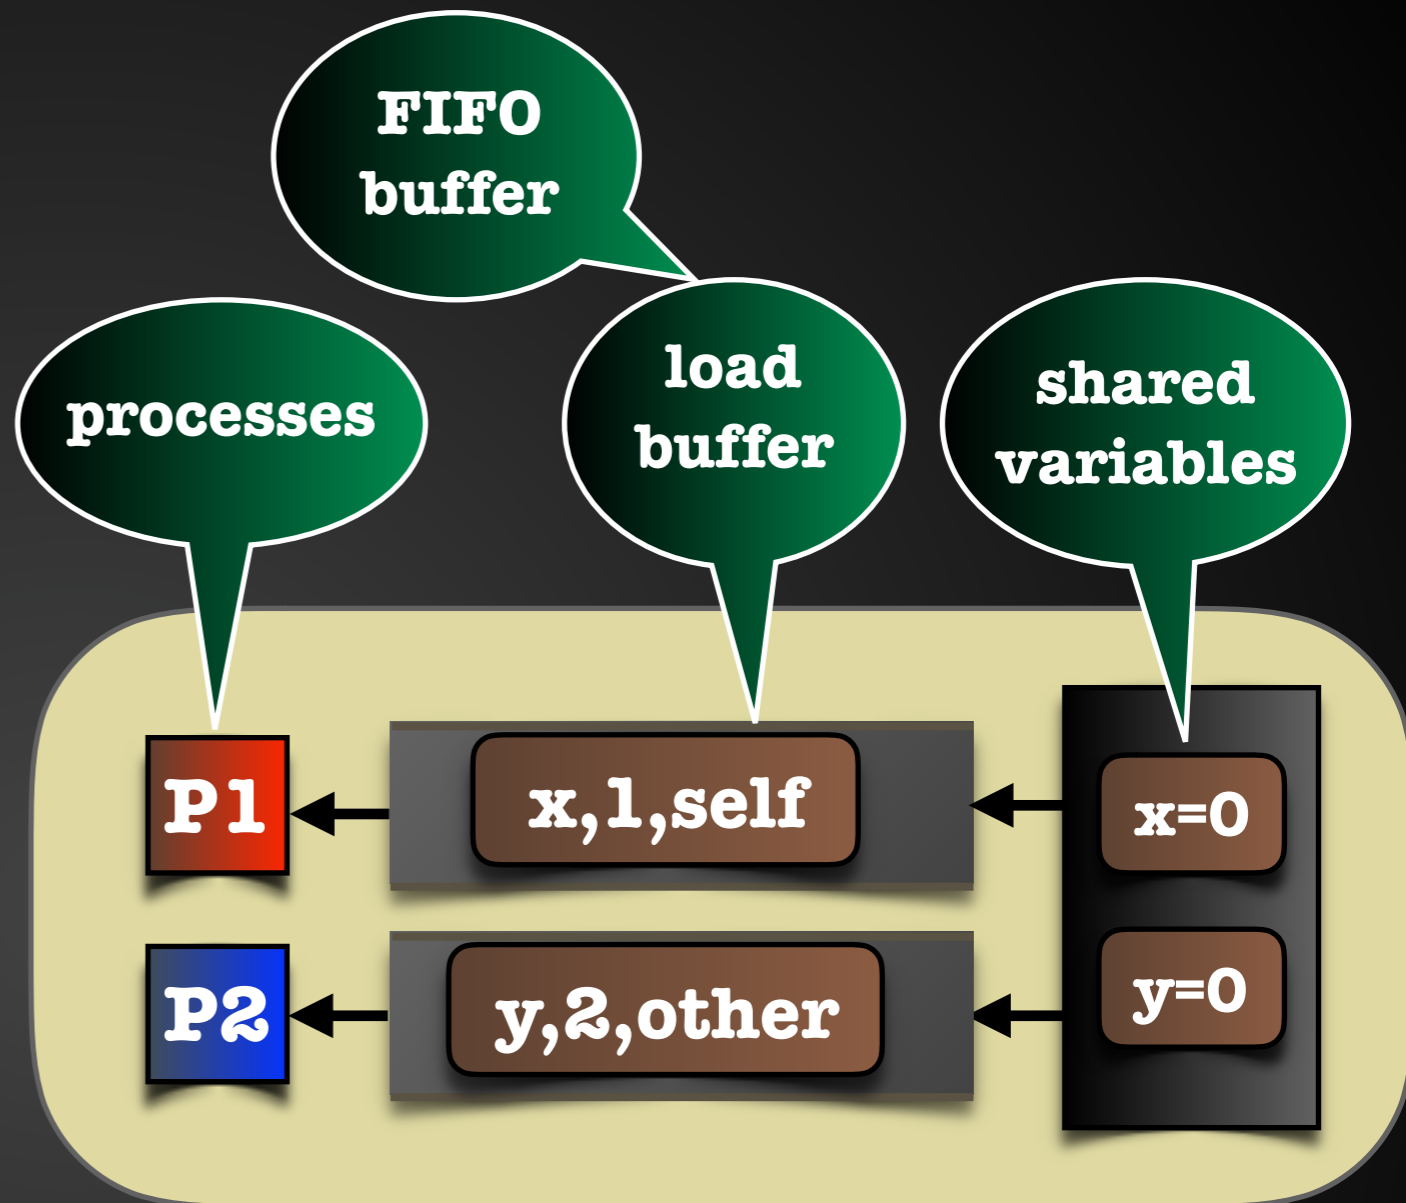 FIFO
buffer
processes
load
buffer
shared
variables
P1
x,1,self
x=0
P2
y,2,other
y=0